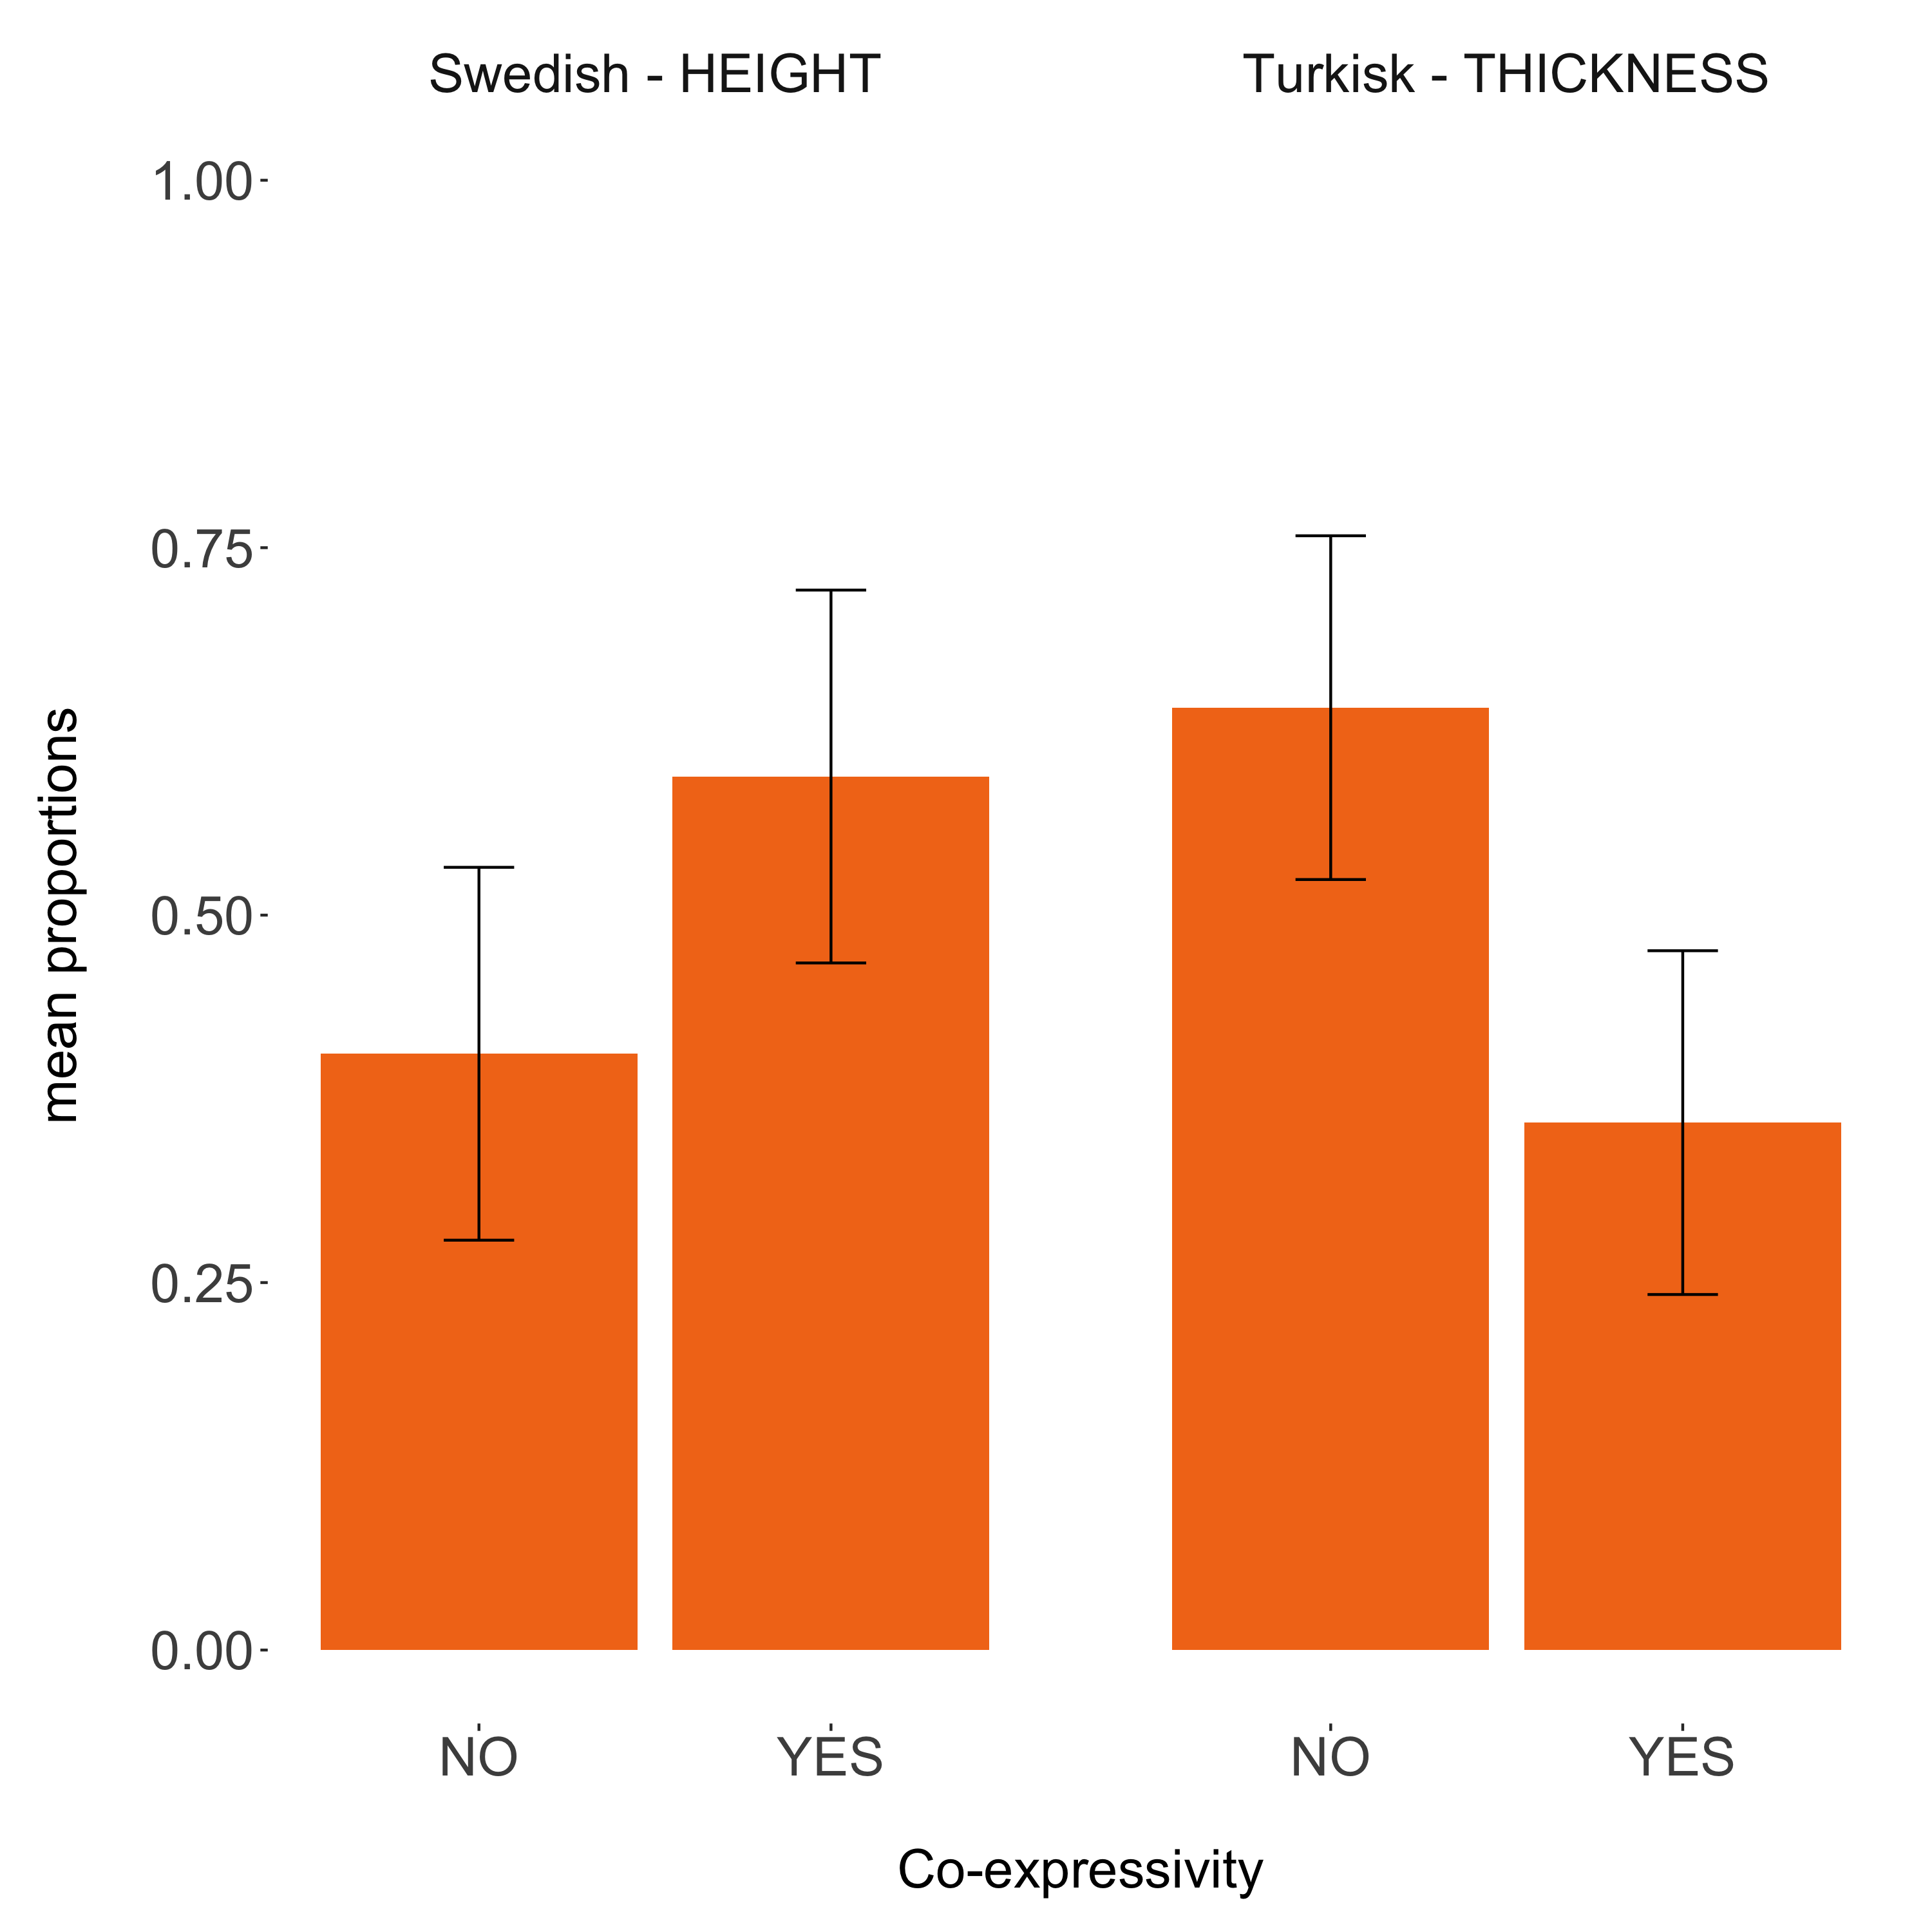 Swedish - HEIGHT
Turkisk - THICKNESS
1.00
0.75
0.50
0.25
0.00
mean proportions
NO
YES
NO
YES
Co-expressivity